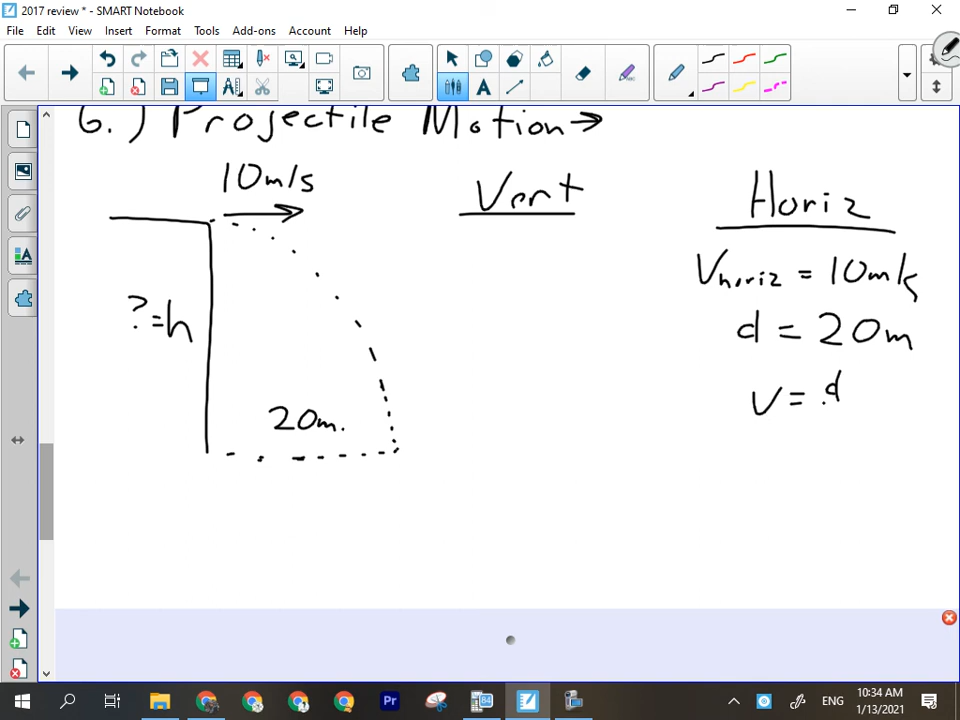 2017 review * - SMART Notebook
File Edit View Insert Format Tools Add-ons Account Help
6.) Projectile Motion→
10m/s
Vert
Horiz
Vhoriz = 10m/s
? = h
d = 20m
v = d
20m.
Pr
ENG
10:34 AM
1/13/2021